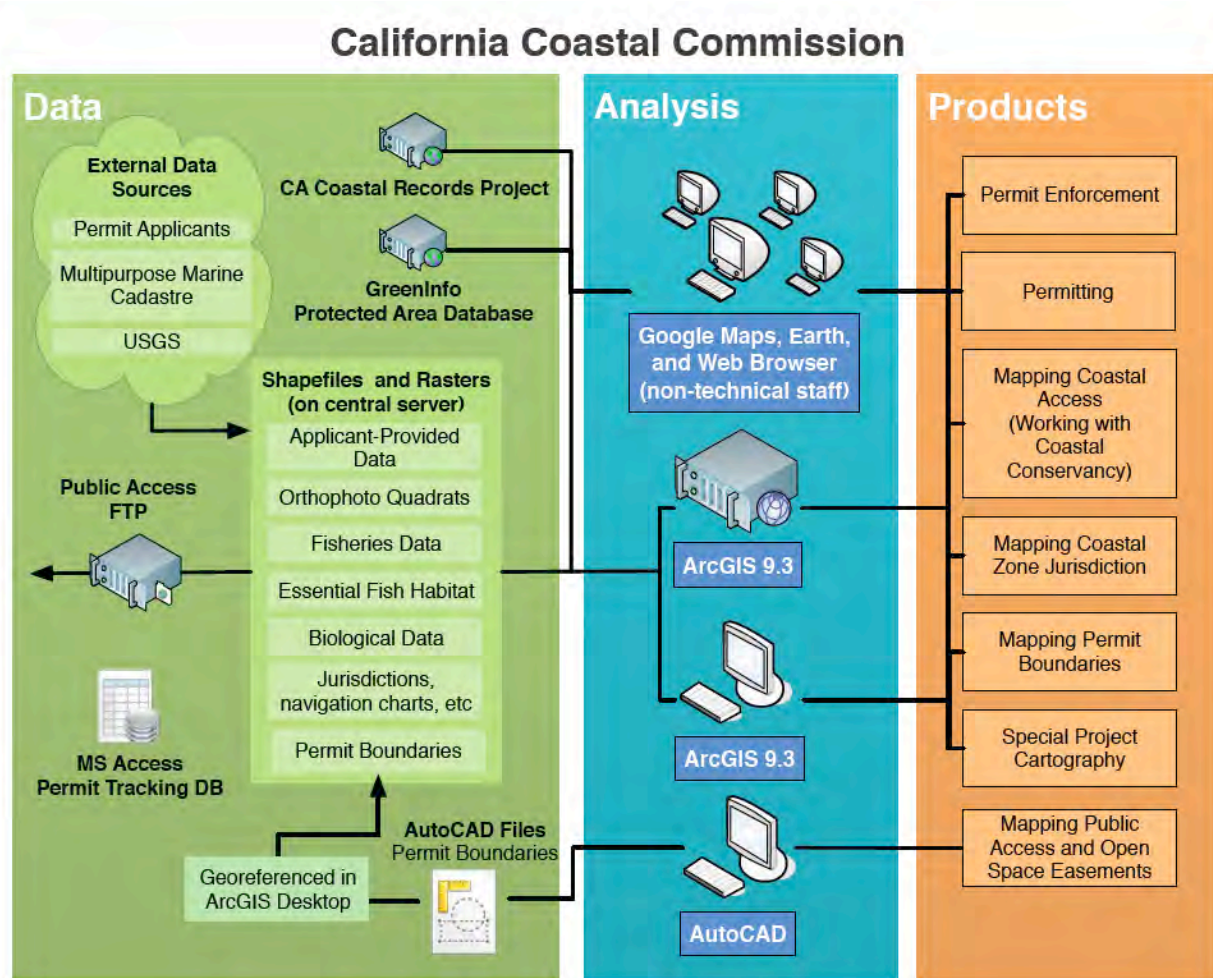 California Coastal Commission
Data
External Data
Sources
Permit Applicants
Multipurpose Marine
Cadastre
USGS
CA Coastal Records Project
GreenInfo
Protected Area Database
Shapefiles and Rasters
(on central server)
Applicant-Provided
Data
Orthophoto Quadrats
Fisheries Data
Essential Fish Habitat
Biological Data
Jurisdictions,
navigation charts, etc
Permit Boundaries
Public Access
FTP
MS Access
Permit Tracking DB
AutoCAD Files
Permit Boundaries
Georeferenced in
ArcGIS Desktop
Analysis
Google Maps, Earth,
and Web Browser
(non-technical staff)
ArcGIS 9.3
ArcGIS 9.3
AutoCAD
Products
Permit Enforcement
Permitting
Mapping Coastal
Access
(Working with
Coastal
Conservancy)
Mapping Coastal
Zone Jurisdiction
Mapping Permit
Boundaries
Special Project
Cartography
Mapping Public
Access and Open
Space Easements